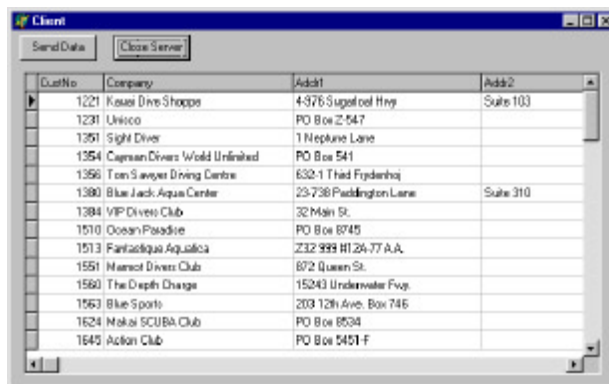 Client
Send Data Close Server
CustNo Company Addr1 Addr2
1221 Kauai Dive Shoppe 4-976 Sugarloaf Hwy Suite 103
1231 Unisco PO Box Z-547
1351 Sight Diver 1 Neptune Lane
1354 Cayman Divers World Unlimited PO Box 541
1356 Tom Sawyer Diving Centre 632-1 Third Frydenhoj
1380 Blue Jack Aqua Center 23-738 Paddington Lane Suite 310
1384 VIP Divers Club 32 Main St.
1510 Ocean Paradise PO Box 8745
1513 Fantastique Aquatica Z32 999 #12A-77 A.A.
1551 Marmot Divers Club 872 Queen St.
1560 The Depth Charge 15243 Underwater Fwy.
1563 Blue Sports 203 12th Ave. Box 746
1624 Makai SCUBA Club PO Box 8534
1645 Action Club PO Box 5451-F